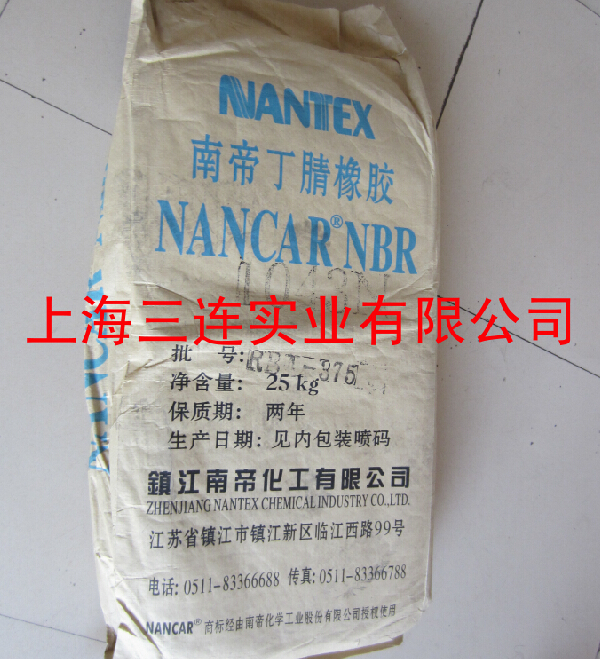 NANTEX
南帝丁腈橡胶
NANCAR® NBR
1043N
上海三连实业有限公司
批 号:
净含量: 25kg
保质期: 两年
生产日期: 见内包装喷码
鎮江南帝化工有限公司
ZHENJIANG NANTEX CHEMICAL INDUSTRY CO.,LTD.
江苏省镇江市镇江新区临江西路99号
电话: 0511-83366688 传真: 0511-83366788
NANCAR® 商标经由南帝化学工业股份有限公司授权使用